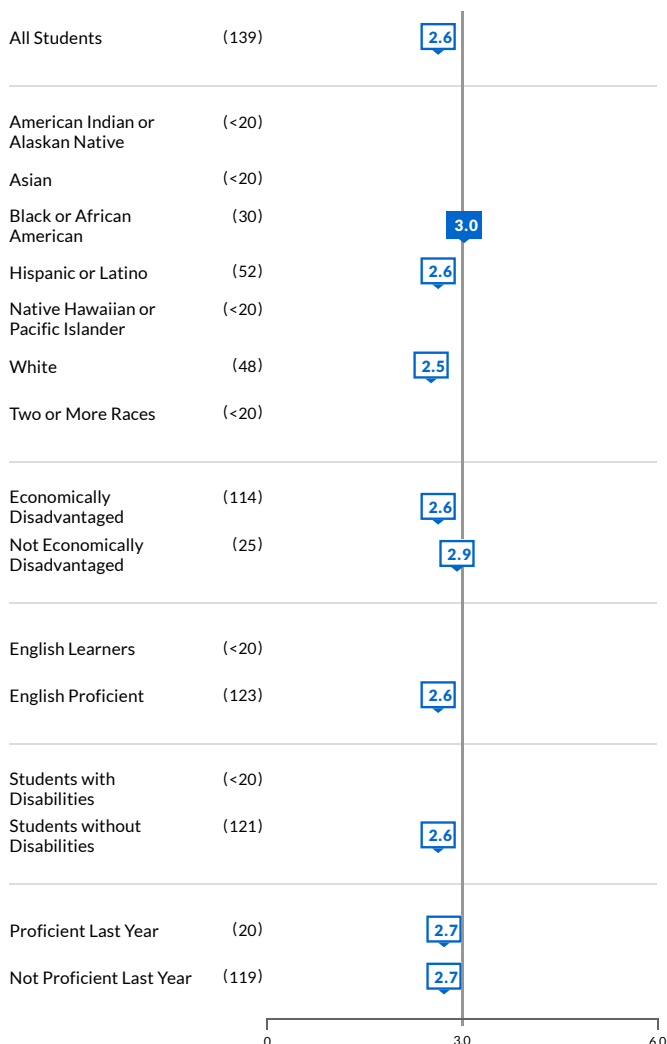 All Students (139) 2.6
American Indian or (<20)
Alaskan Native
Asian (<20)
Black or African (30) 3.0
American
Hispanic or Latino (52) 2.6
Native Hawaiian or (<20)
Pacific Islander
White (48) 2.5
Two or More Races (<20)
Economically (114) 2.6
Disadvantaged
Not Economically (25) 2.9
Disadvantaged
English Learners (<20)
English Proficient (123) 2.6
Students with (<20)
Disabilities
Students without (121) 2.6
Disabilities
Proficient Last Year (20) 2.7
Not Proficient Last Year (119) 2.7
0 3.0 6.0